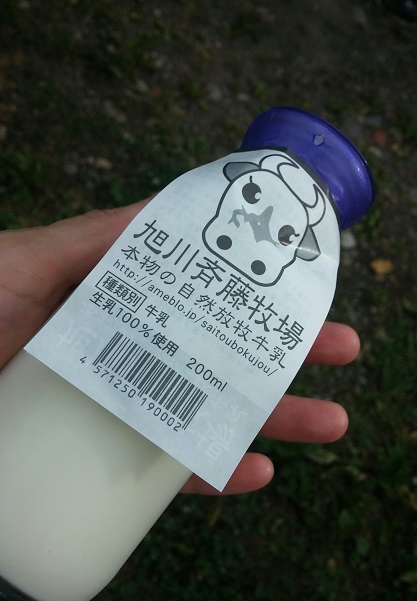 旭川斉藤牧場
本物の自然放牧牛乳
http://ameblo.jp/saitoubokujou/
種類別 牛乳
生乳100%使用 200ml
4 571250 190002